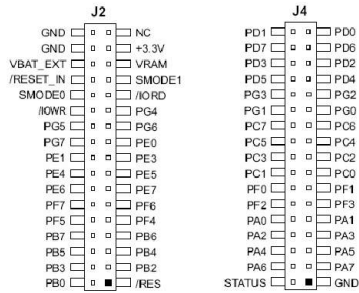 J2
GND NC
GND +3.3V
VBAT_EXT VRAM
/RESET_IN SMODE1
SMODE0 /IORD
/IOWR PG4
PG5 PG6
PG7 PE0
PE1 PE3
PE4 PE5
PE6 PE7
PF7 PF6
PF5 PF4
PB7 PB6
PB5 PB4
PB3 PB2
PB0 /RES
J4
PD1 PD0
PD7 PD6
PD3 PD2
PD5 PD4
PG3 PG2
PG1 PG0
PC7 PC6
PC5 PC4
PC3 PC2
PC1 PC0
PF0 PF1
PF2 PF3
PA0 PA1
PA2 PA3
PA4 PA5
PA6 PA7
STATUS GND